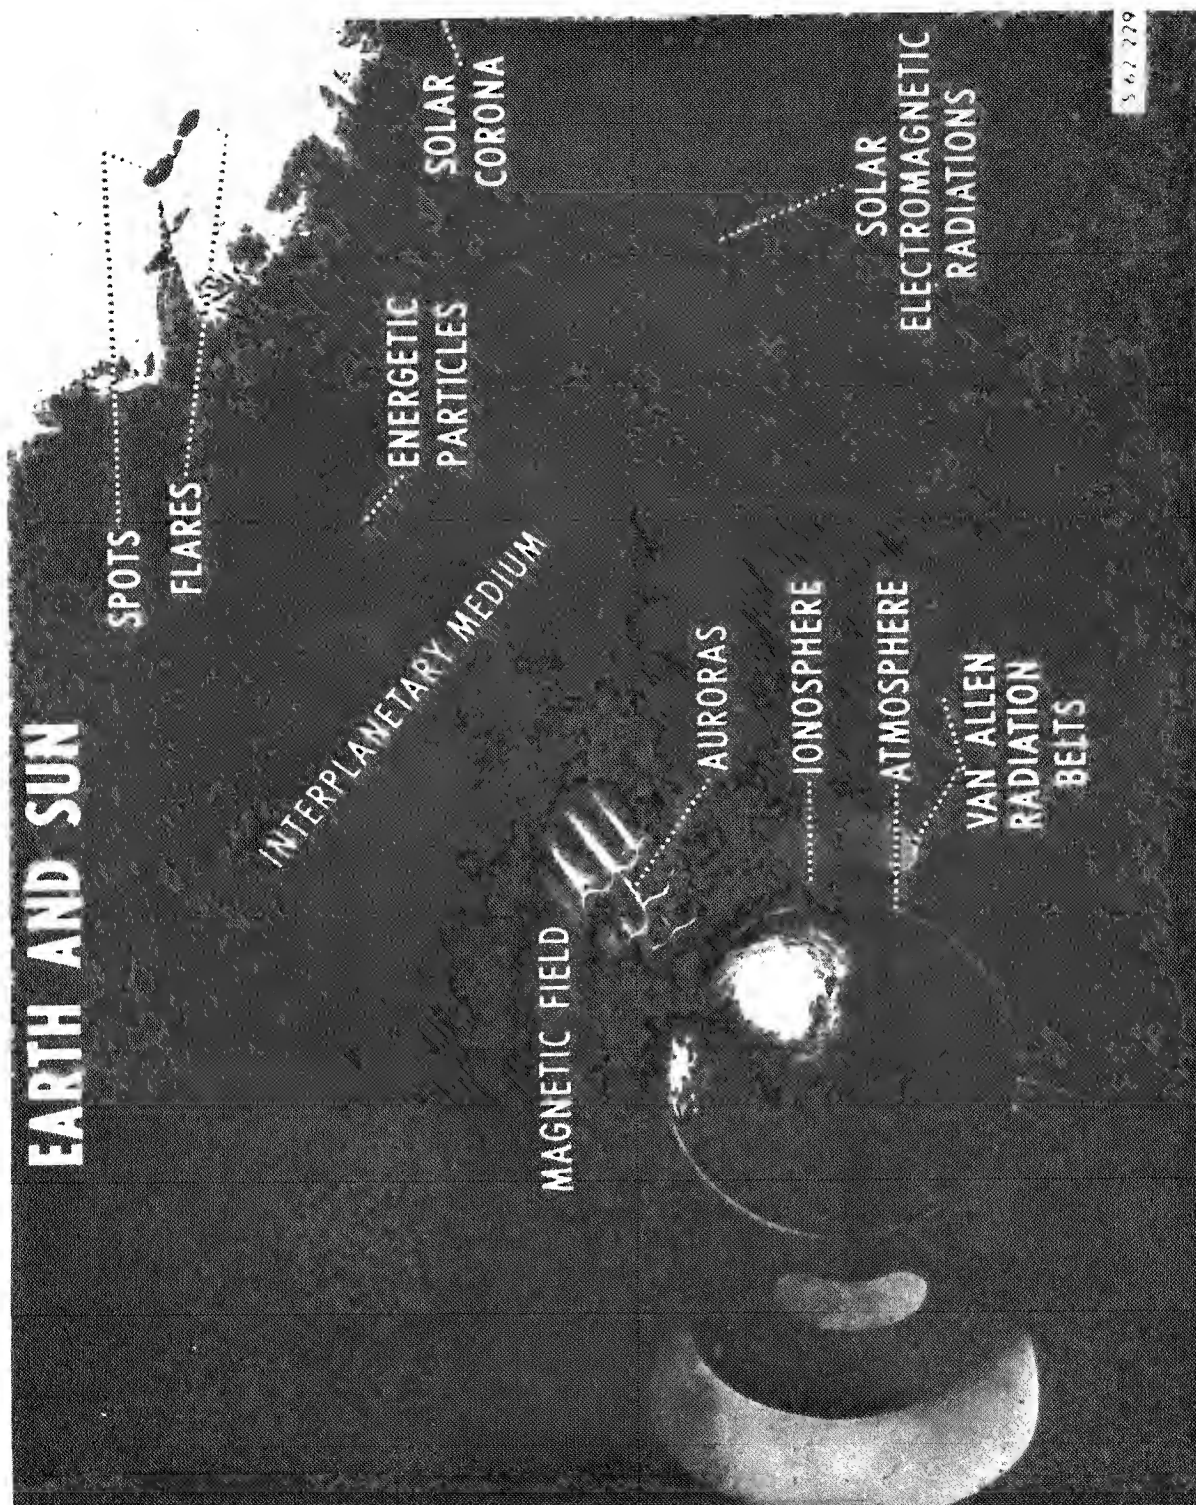 EARTH AND SUN
SPOTS
FLARES
INTERPLANETARY MEDIUM
ENERGETIC
PARTICLES
SOLAR
CORONA
MAGNETIC FIELD
AURORAS
IONOSPHERE
ATMOSPHERE
VAN ALLEN
RADIATION
BELTS
SOLAR
ELECTROMAGNETIC
RADIATIONS
S 62 229